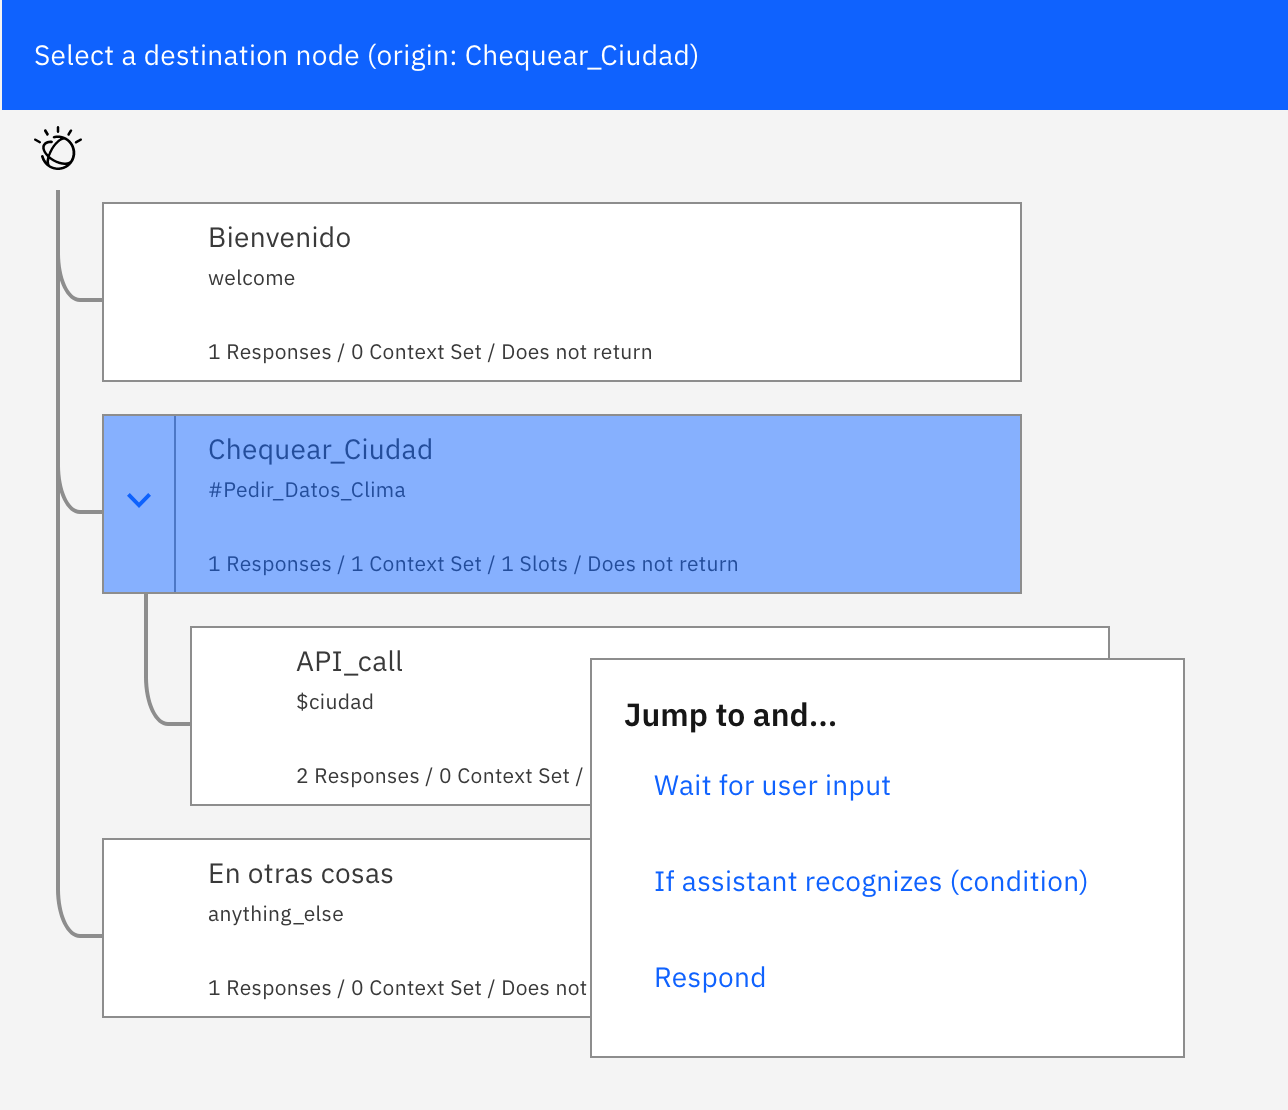 Select a destination node (origin: Chequear_Ciudad)
Bienvenido
welcome
1 Responses / 0 Context Set / Does not return
Chequear_Ciudad
#Pedir_Datos_Clima
1 Responses / 1 Context Set / 1 Slots / Does not return
API_call
$ciudad
2 Responses / 0 Context Set /
Jump to and...
Wait for user input
If assistant recognizes (condition)
Respond
En otras cosas
anything_else
1 Responses / 0 Context Set / Does not